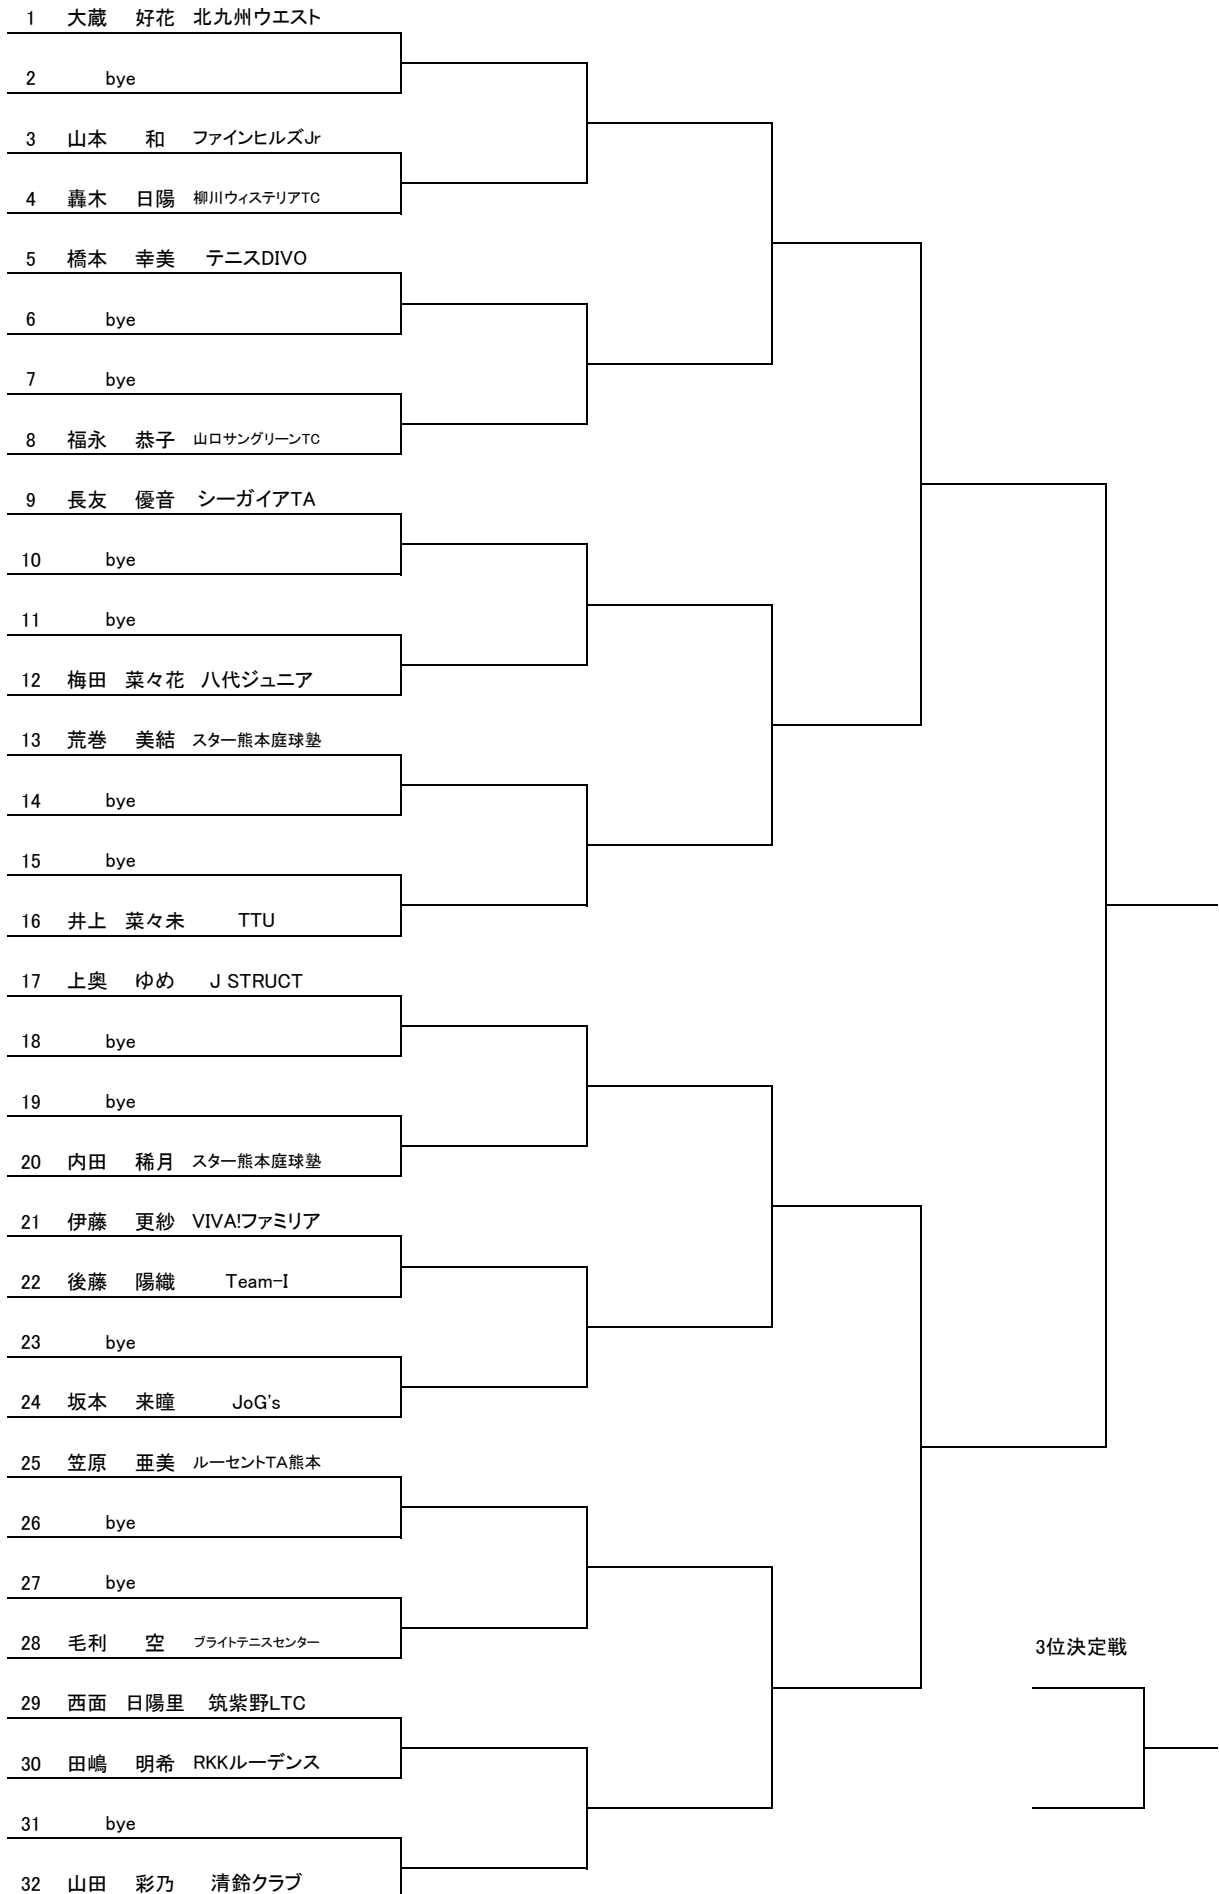 1 大蔵 好花 北九州ウエスト
2 bye
3 山本 和 ファインヒルズJr
4 轟木 日陽 柳川ウィステリアTC
5 橋本 幸美 テニスDIVO
6 bye
7 bye
8 福永 恭子 山口サングリーンTC
9 長友 優音 シーガイアTA
10 bye
11 bye
12 梅田 菜々花 八代ジュニア
13 荒巻 美結 スター熊本庭球塾
14 bye
15 bye
16 井上 菜々未 TTU
17 上奥 ゆめ J STRUCT
18 bye
19 bye
20 内田 稀月 スター熊本庭球塾
21 伊藤 更紗 VIVA!ファミリア
22 後藤 陽織 Team-I
23 bye
24 坂本 来瞳 JoG's
25 笠原 亜美 ルーセントTA熊本
26 bye
27 bye
28 毛利 空 ブライトテニスセンター
3位決定戦
29 西面 日陽里 筑紫野LTC
30 田嶋 明希 RKKルーデンス
31 bye
32 山田 彩乃 清鈴クラブ